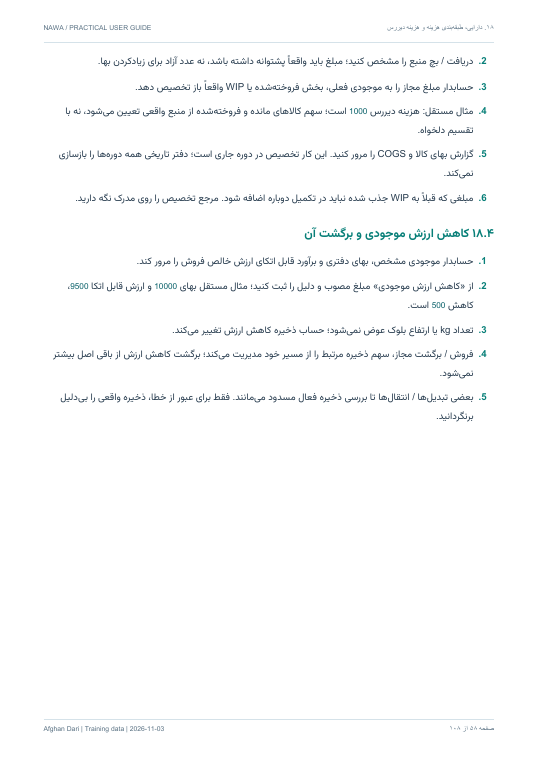 NAWA / PRACTICAL USER GUIDE
۱۸. دارایی، طبقه‌بندی هزینه و هزینه دیررس
2. دریافت / بچ منبع را مشخص کنید؛ مبلغ باید واقعاً پشتوانه داشته باشد، نه عدد آزاد برای زیادکردن بها.
3. حسابدار مبلغ مجاز را به موجودی فعلی، بخش فروخته‌شده یا WIP واقعاً باز تخصیص دهد.
4. مثال مستقل: هزینه دیررس 1000 است؛ سهم کالاهای مانده و فروخته‌شده از منبع واقعی تعیین می‌شود، نه با
تقسیم دلخواه.
5. گزارش بهای کالا و COGS را مرور کنید. این کار تخصیص در دوره جاری است؛ دفتر تاریخی همه دوره‌ها را بازسازی
نمی‌کند.
6. مبلغی که قبلاً به WIP جذب شده نباید در تکمیل دوباره اضافه شود. مرجع تخصیص را روی مدرک نگه دارید.
۱۸.۴ کاهش ارزش موجودی و برگشت آن
1. حسابدار موجودی مشخص، بهای دفتری و برآورد قابل اتکای ارزش خالص فروش را مرور کند.
2. از «کاهش ارزش موجودی» مبلغ مصوب و دلیل را ثبت کنید؛ مثال مستقل بهای 10000 و ارزش قابل اتکا 9500،
کاهش 500 است.
3. تعداد kg یا ارتفاع بلوک عوض نمی‌شود؛ حساب ذخیره کاهش ارزش تغییر می‌کند.
4. فروش / برگشت مجاز، سهم ذخیره مرتبط را از مسیر خود مدیریت می‌کند؛ برگشت کاهش ارزش از باقی اصل بیشتر
نمی‌شود.
5. بعضی تبدیل‌ها / انتقال‌ها تا بررسی ذخیره فعال مسدود می‌مانند. فقط برای عبور از خطا، ذخیره واقعی را بی‌دلیل
برنگردانید.
Afghan Dari | Training data | 2026-11-03
صفحه ۵۸ از ۱۰۸